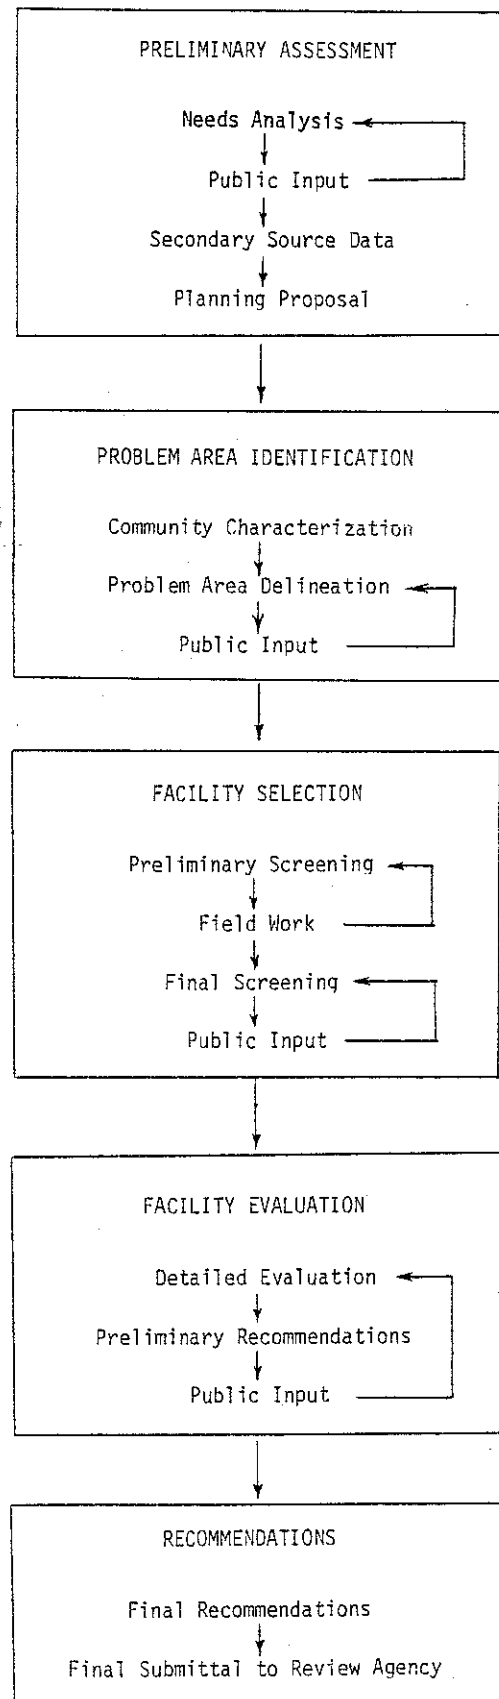 PRELIMINARY ASSESSMENT
Needs Analysis
Public Input
Secondary Source Data
Planning Proposal
PROBLEM AREA IDENTIFICATION
Community Characterization
Problem Area Delineation
Public Input
FACILITY SELECTION
Preliminary Screening
Field Work
Final Screening
Public Input
FACILITY EVALUATION
Detailed Evaluation
Preliminary Recommendations
Public Input
RECOMMENDATIONS
Final Recommendations
Final Submittal to Review Agency